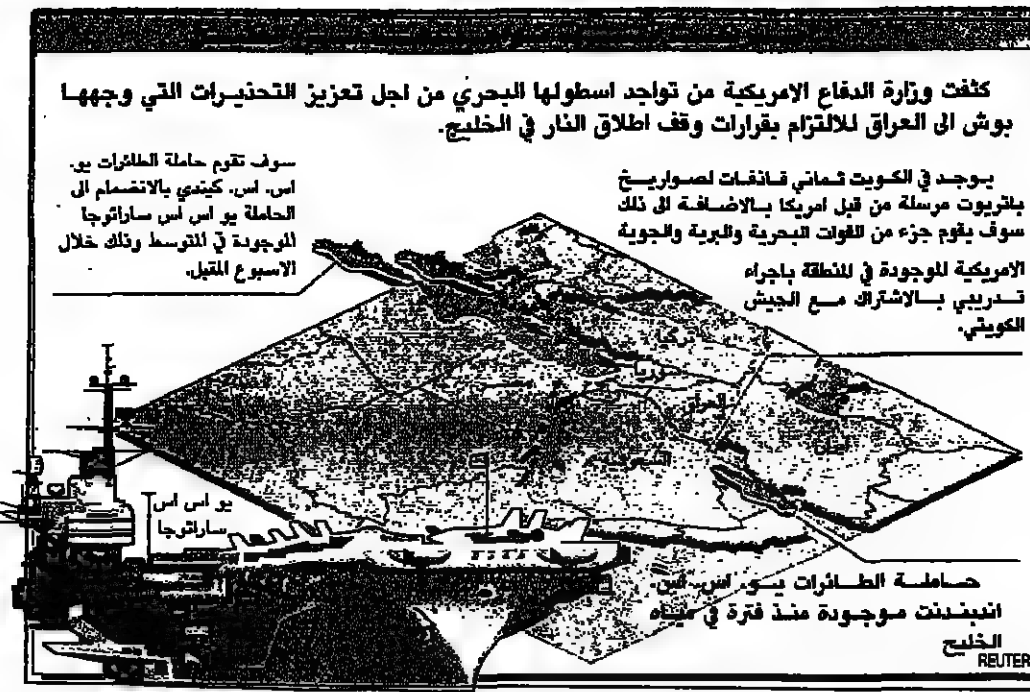 كثفت وزارة الدفاع الامريكية من تواجد اسطولها البحري من اجل تعزيز التحذيرات التي وجهها
بوش الى العراق للالتزام بقرارات وقف اطلاق النار في الخليج.
يوجد في الكويت ثماني قاذفات لصواريخ
باتريوت مرسلة من قبل امريكا بالاضافة الى ذلك
سوف يقوم جزء من القوات البحرية والبرية والجوية
الامريكية الموجودة في المنطقة باجراء
تدريبي بالاشتراك مع الجيش
الكويتي.
سوف تقوم حاملة الطائرات يو.
اس. اس. كيندي بالانضمام الى
الحاملة يو اس اس ساراتوجا
الموجودة في المتوسط وذلك خلال
الاسبوع المقبل.
تركيا
سوريا
العراق
يو اس اس
ساراتوجا
حاملة الطائرات يو. اس. اس.
اندبندنت موجودة منذ فترة في مياه
الخليج
REUTER